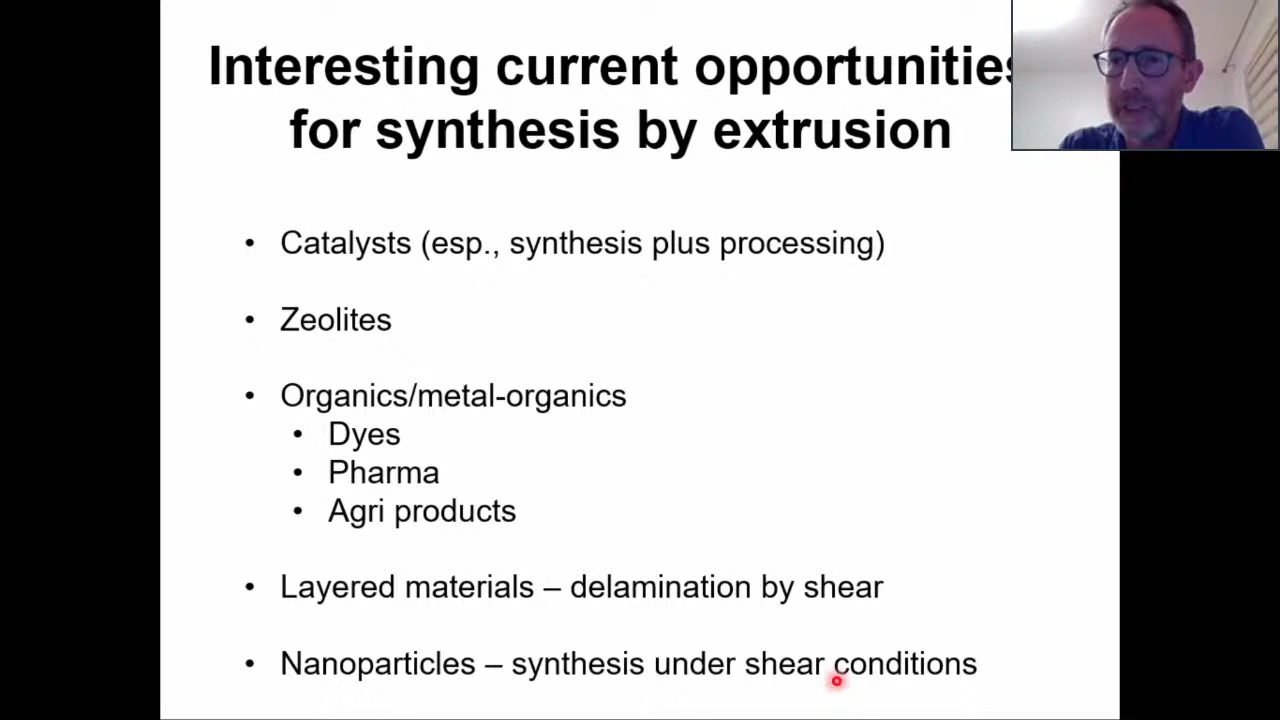 Interesting current opportunities
for synthesis by extrusion
• Catalysts (esp., synthesis plus processing)
• Zeolites
• Organics/metal-organics
• Dyes
• Pharma
• Agri products
• Layered materials – delamination by shear
• Nanoparticles – synthesis under shear conditions